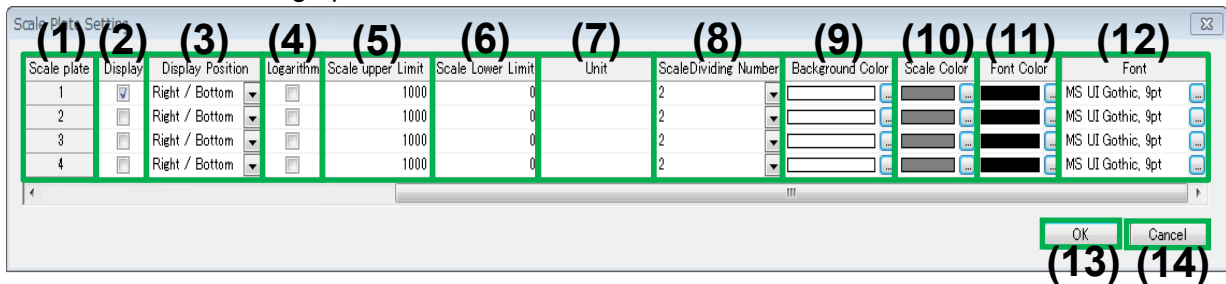 Scale Plate Setting
(1) (2) (3) (4) (5) (6) (7) (8) (9) (10) (11) (12)
Scale plate Display Display Position Logarithm Scale upper Limit Scale Lower Limit Unit ScaleDividing Number Background Color Scale Color Font Color Font
1 Right / Bottom 1000 0 2 ... ... ... MS UI Gothic, 9pt ...
2 Right / Bottom 1000 0 2 ... ... ... MS UI Gothic, 9pt ...
3 Right / Bottom 1000 0 2 ... ... ... MS UI Gothic, 9pt ...
4 Right / Bottom 1000 0 2 ... ... ... MS UI Gothic, 9pt ...
OK Cancel
(13) (14)